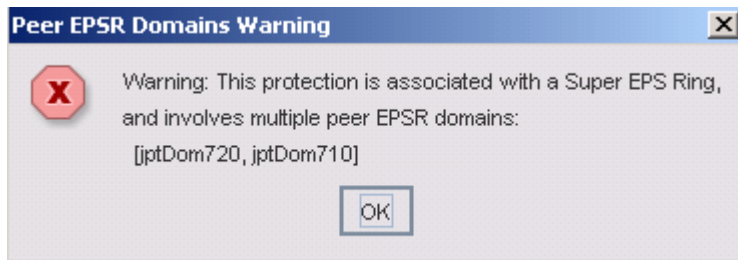 Peer EPSR Domains Warning
Warning: This protection is associated with a Super EPS Ring,
and involves multiple peer EPSR domains:
[jptDom720, jptDom710]
OK